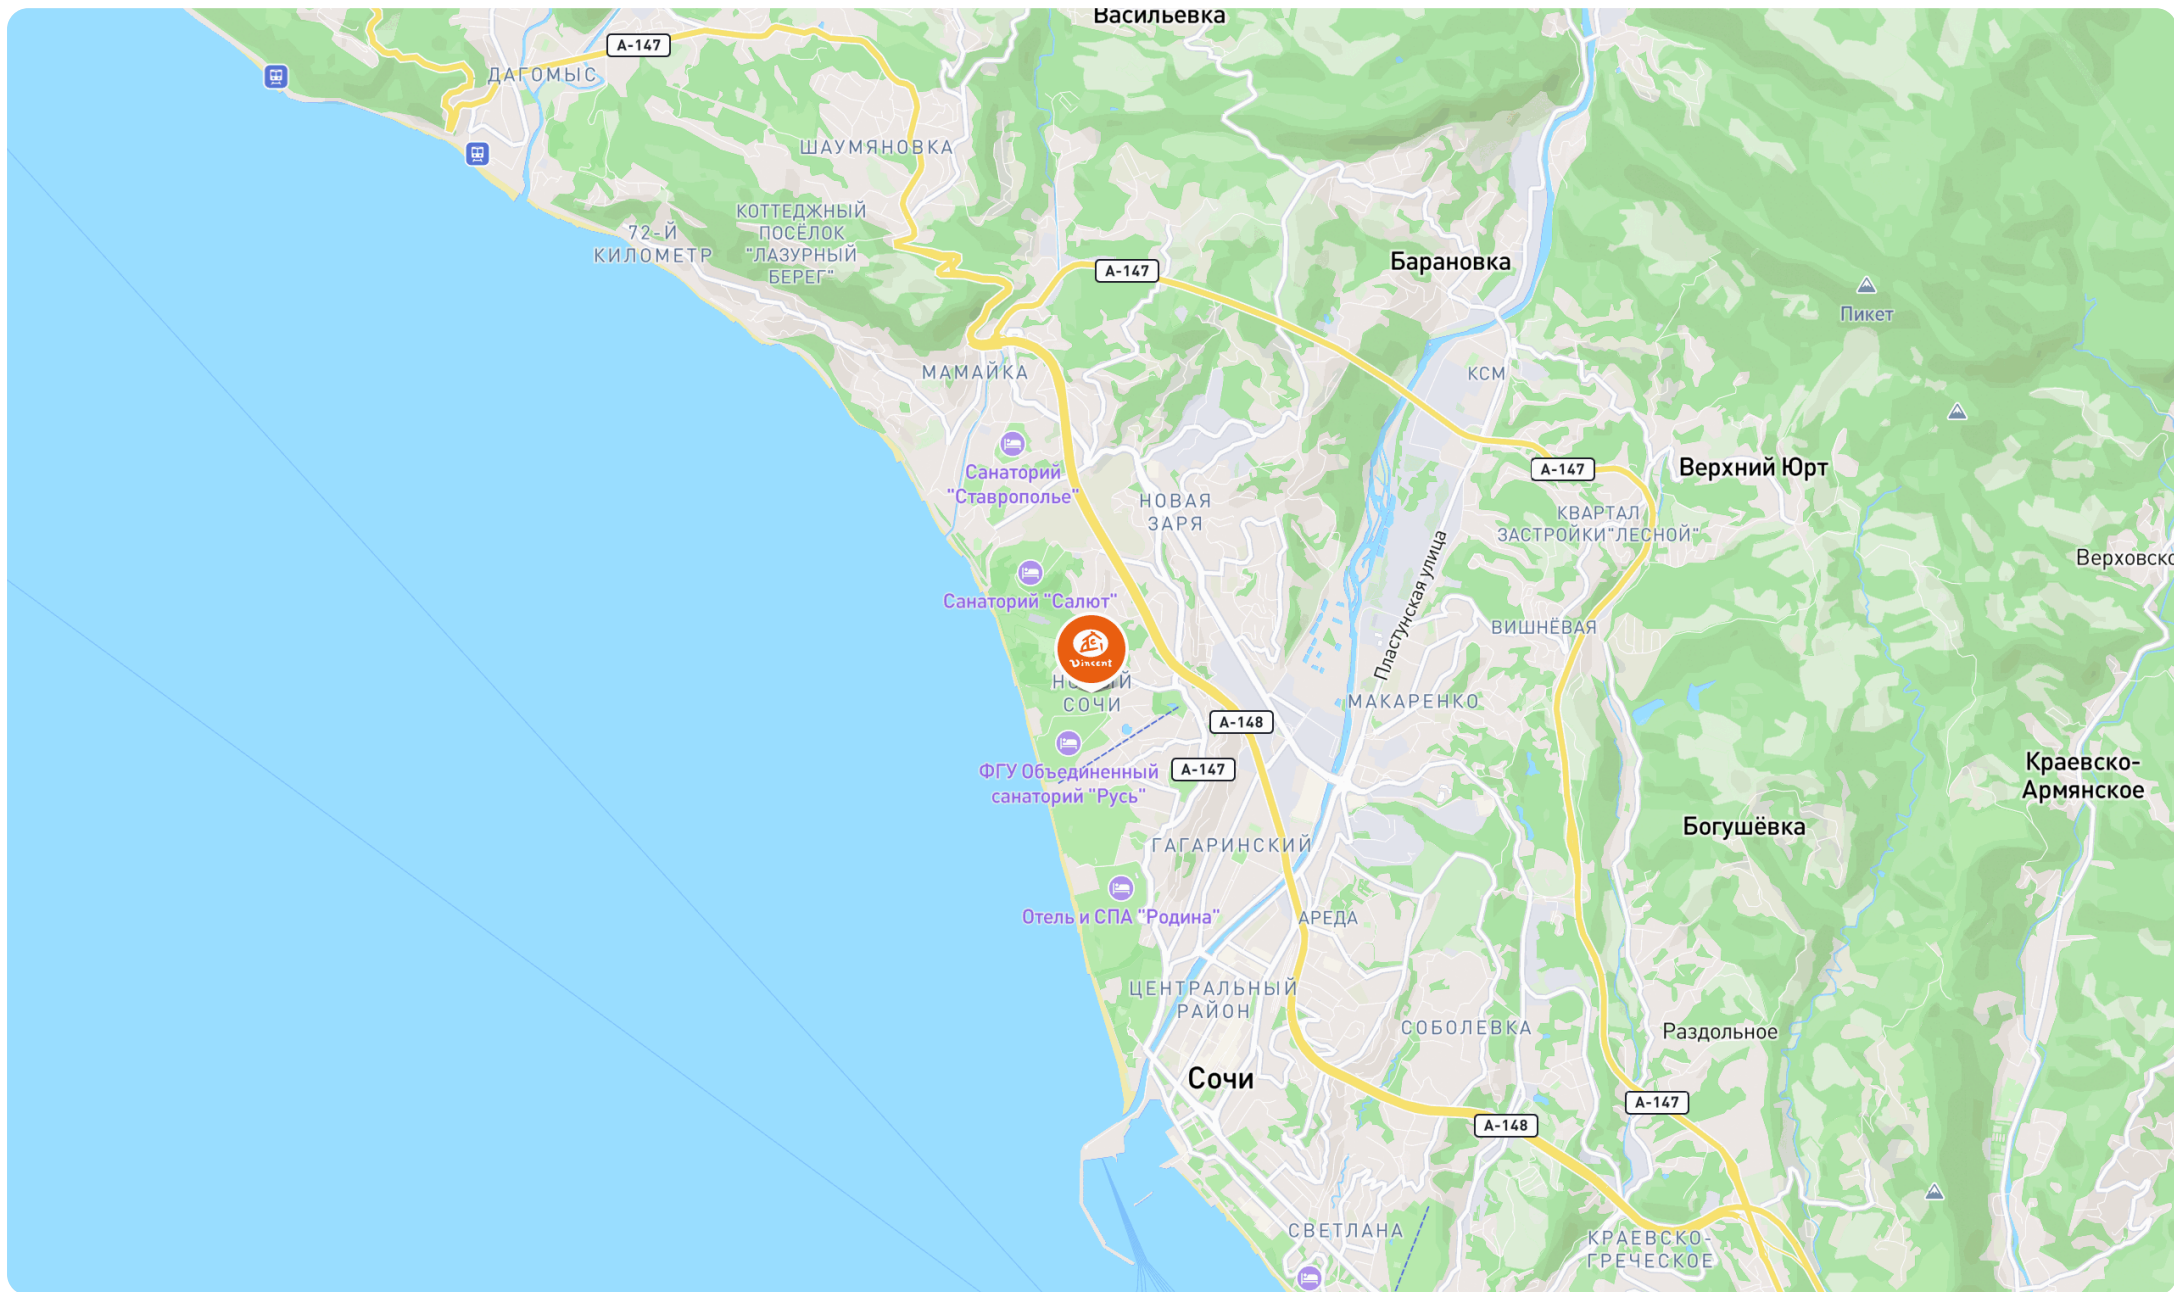 Васильевка
А-147
ДАГОМЫС
ШАУМЯНОВКА
КОТТЕДЖНЫЙ
ПОСЁЛОК
"ЛАЗУРНЫЙ
БЕРЕГ"
72-Й
КИЛОМЕТР
А-147
Барановка
Пикет
МАМАЙКА
КСМ
Санаторий
"Ставрополье"
НОВАЯ
ЗАРЯ
А-147
Верхний Юрт
КВАРТАЛ
ЗАСТРОЙКИ"ЛЕСНОЙ"
Верховско
Пластунская улица
Санаторий "Салют"
Vincent
СОЧИ
ВИШНЁВАЯ
МАКАРЕНКО
А-148
А-147
ФГУ Объединенный
санаторий "Русь"
Краевско-
Армянское
Богушёвка
ГАГАРИНСКИЙ
Отель и СПА "Родина"
АРЕДА
ЦЕНТРАЛЬНЫЙ
РАЙОН
СОБОЛЕВКА
Раздольное
Сочи
А-147
А-148
СВЕТЛАНА
КРАЕВСКО-
ГРЕЧЕСКОЕ